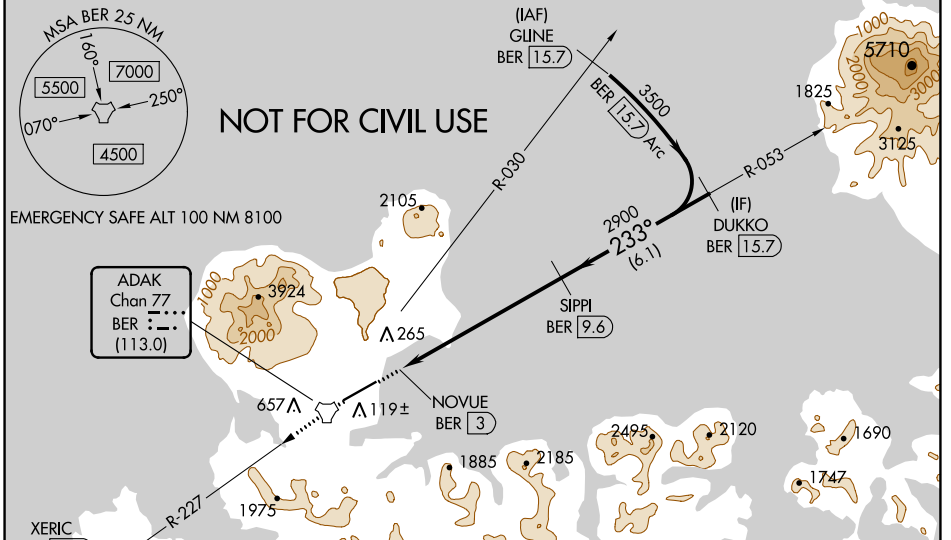 MSA BER 25 NM
160°
5500
7000
250°
070°
4500
EMERGENCY SAFE ALT 100 NM 8100
NOT FOR CIVIL USE
(IAF)
GLINE
BER 15.7
3500
BER 15.7 Arc
R-030
R-053
(IF)
DUKKO
BER 15.7
2900
233°
(6.1)
SIPPI
BER 9.6
NOVUE
BER 3
ADAK
Chan 77
BER
(113.0)
1000
5710
2000
3000
1825
3125
2105
1000
3924
2000
265
657
119±
2495
2120
1690
1885
2185
1747
1975
R-227
XERIC